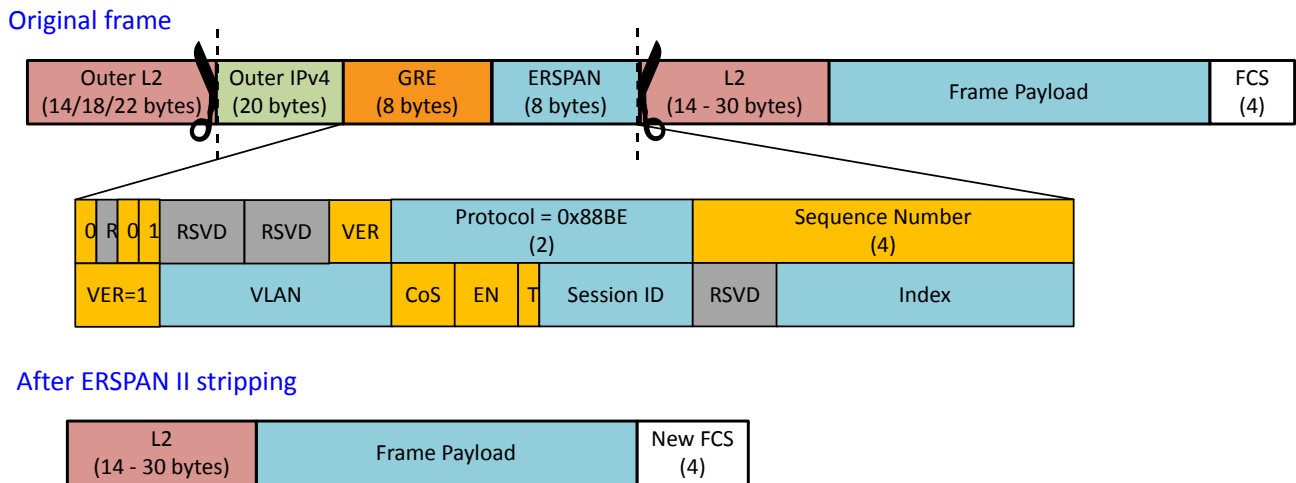 Original frame
Outer L2
(14/18/22 bytes)
Outer IPv4
(20 bytes)
GRE
(8 bytes)
ERSPAN
(8 bytes)
L2
(14 - 30 bytes)
Frame Payload
FCS
(4)
0
R
0
1
RSVD
RSVD
VER
Protocol = 0x88BE
(2)
Sequence Number
(4)
VER=1
VLAN
CoS
EN
T
Session ID
RSVD
Index
After ERSPAN II stripping
L2
(14 - 30 bytes)
Frame Payload
New FCS
(4)